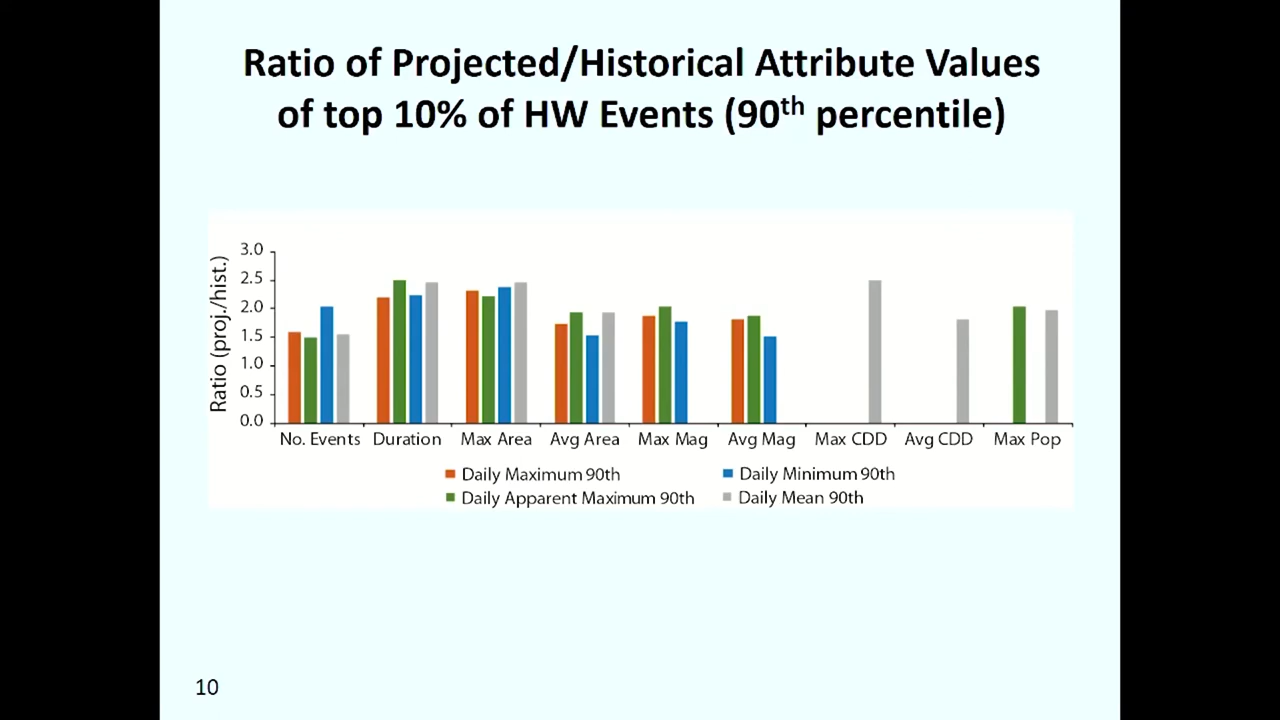 Ratio of Projected/Historical Attribute Values
of top 10% of HW Events (90th percentile)
Ratio (proj./hist.)
3.0
2.5
2.0
1.5
1.0
0.5
0.0
No. Events Duration Max Area Avg Area Max Mag Avg Mag Max CDD Avg CDD Max Pop
Daily Maximum 90th Daily Minimum 90th
Daily Apparent Maximum 90th Daily Mean 90th
10